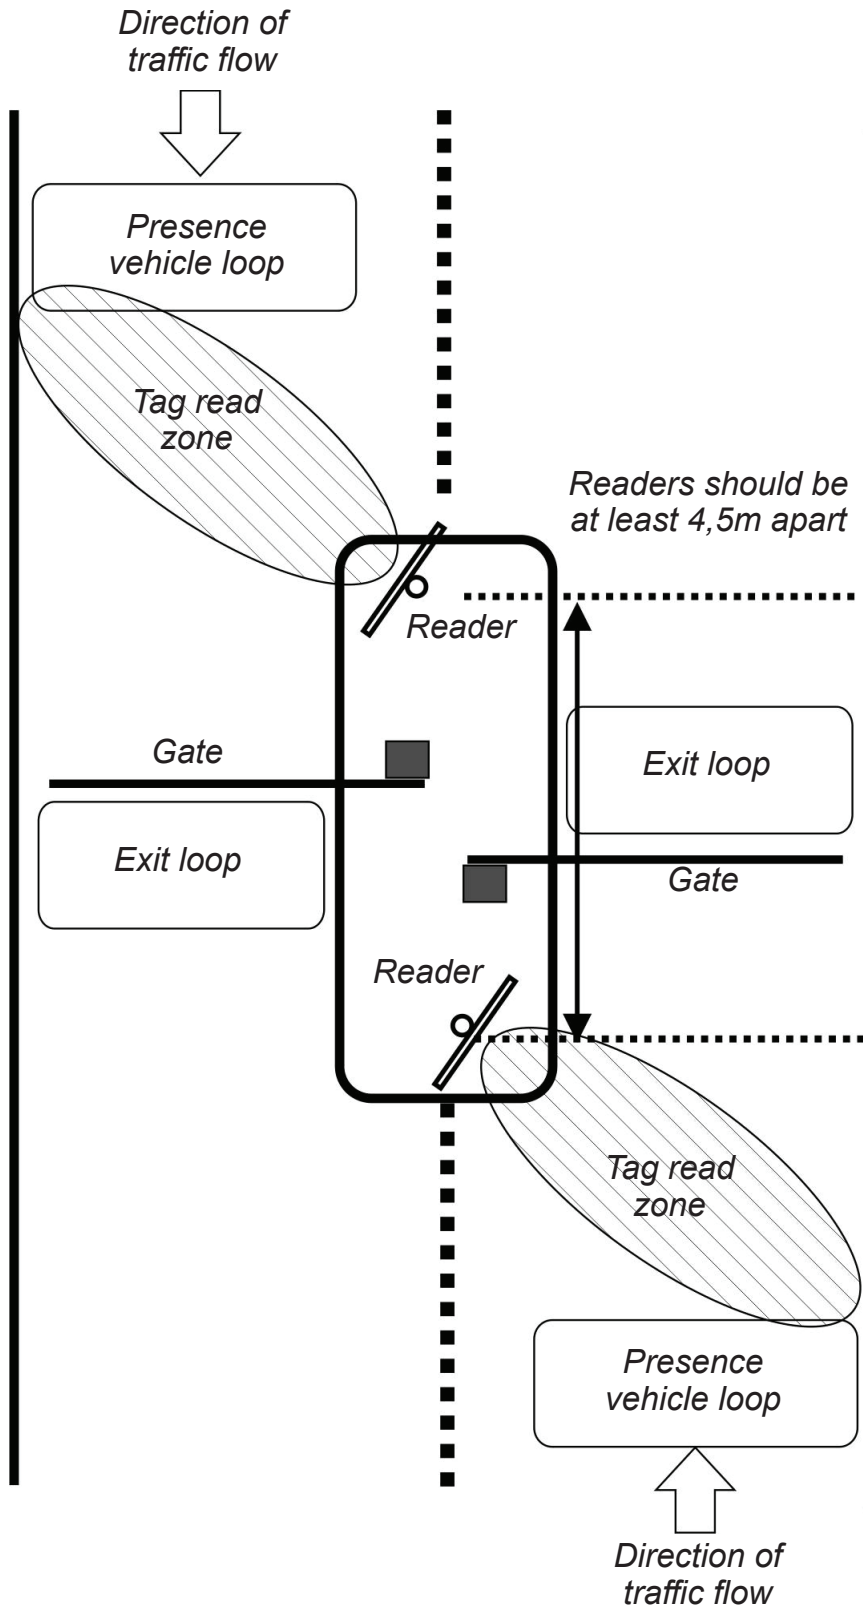 Direction of
traffic flow
Presence
vehicle loop
Tag read
zone
Readers should be
at least 4,5m apart
Reader
Gate
Exit loop
Exit loop
Gate
Reader
Tag read
zone
Presence
vehicle loop
Direction of
traffic flow